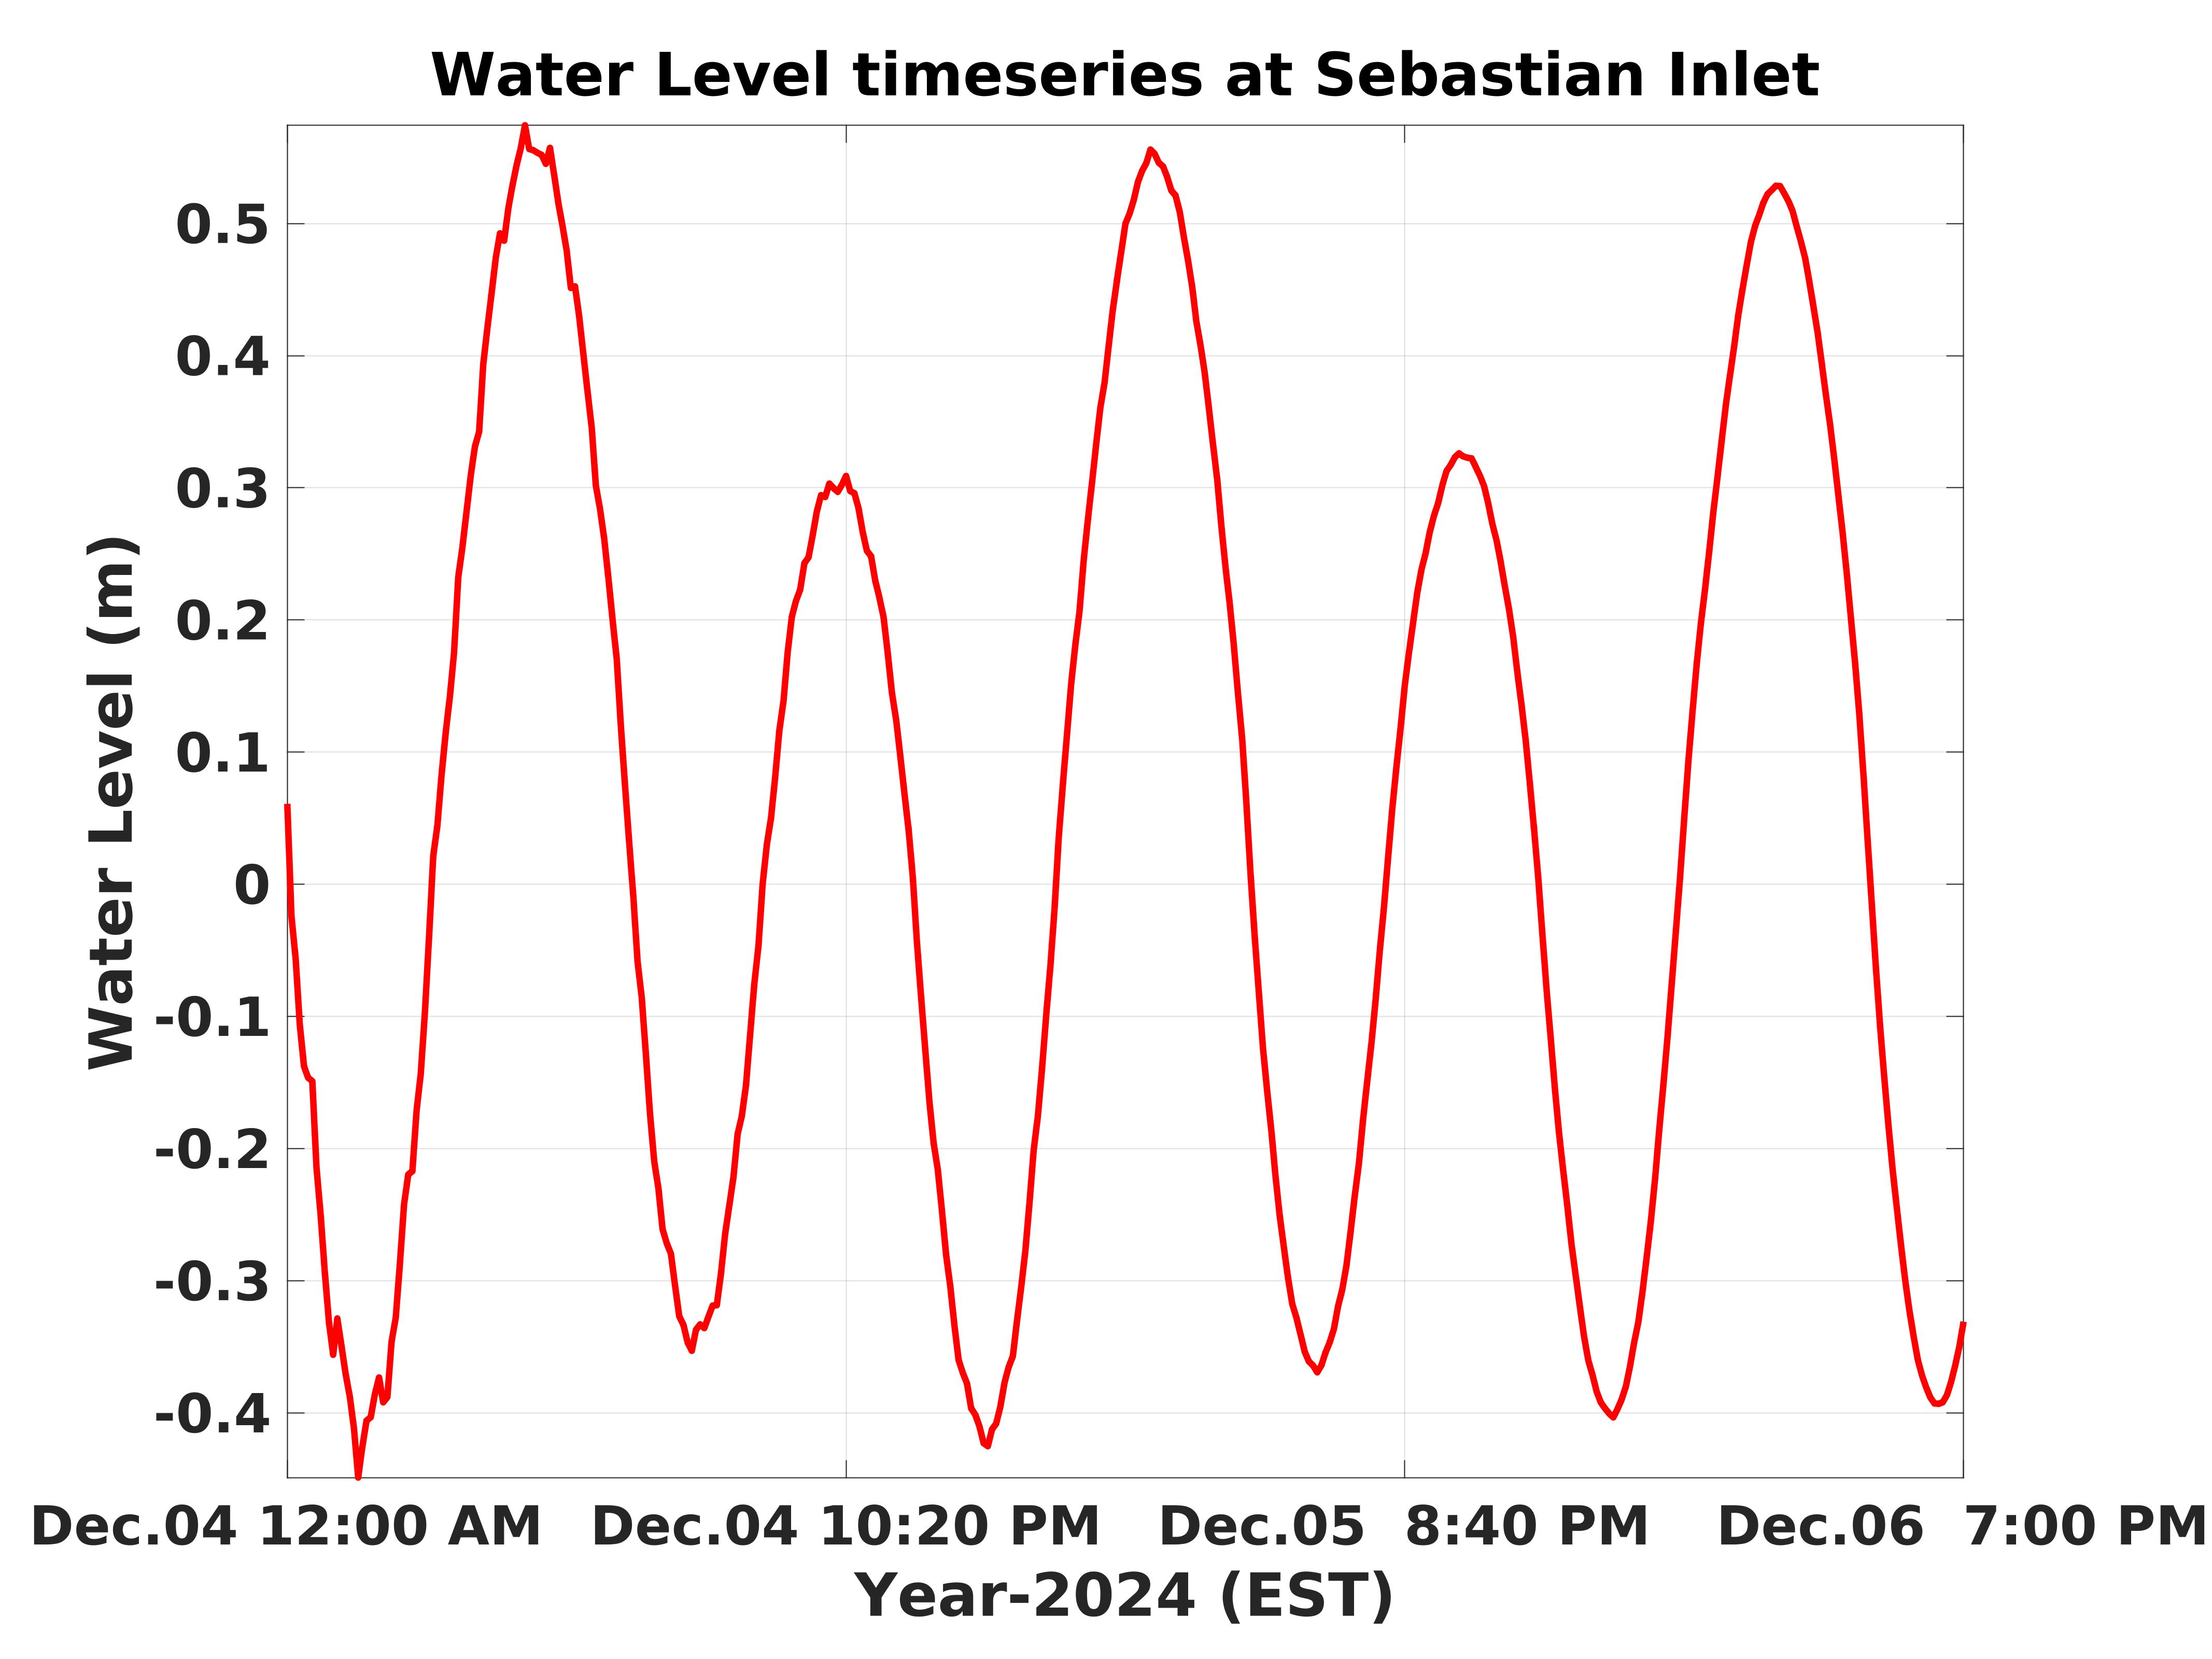 Water Level timeseries at Sebastian Inlet
Water Level (m)
0.5
0.4
0.3
0.2
0.1
0
-0.1
-0.2
-0.3
-0.4
Dec.04 12:00 AM Dec.04 10:20 PM Dec.05 8:40 PM Dec.06 7:00 PM
Year-2024 (EST)